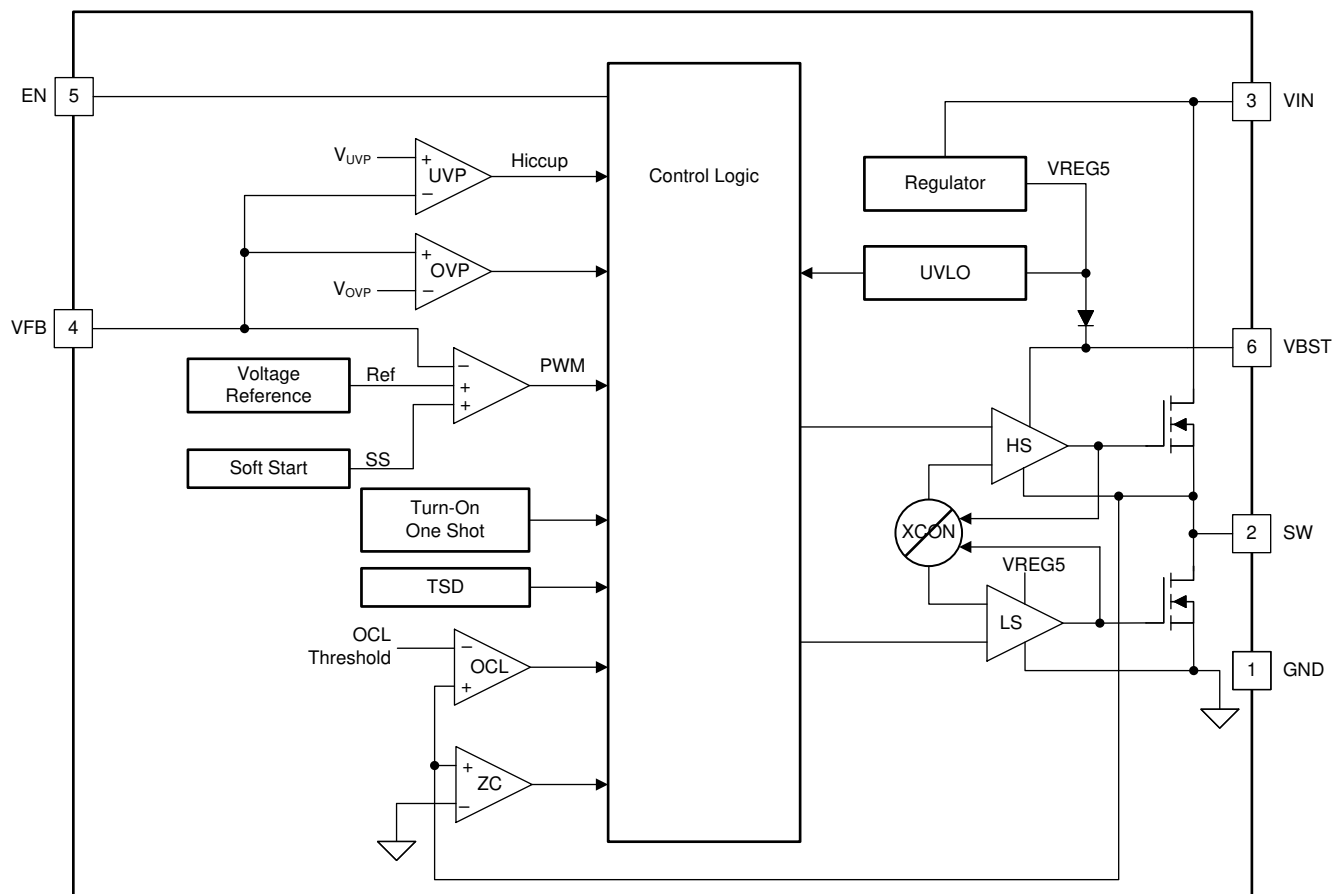 EN 5
3 VIN
V_UVP + UVP −
Hiccup
Control Logic
Regulator
VREG5
+ OVP −
V_OVP
UVLO
VFB 4
6 VBST
Voltage
Reference
Ref
− + +
PWM
Soft Start
SS
HS
Turn-On
One Shot
XCON
2 SW
TSD
VREG5
LS
OCL
Threshold
− OCL +
1 GND
+ ZC −